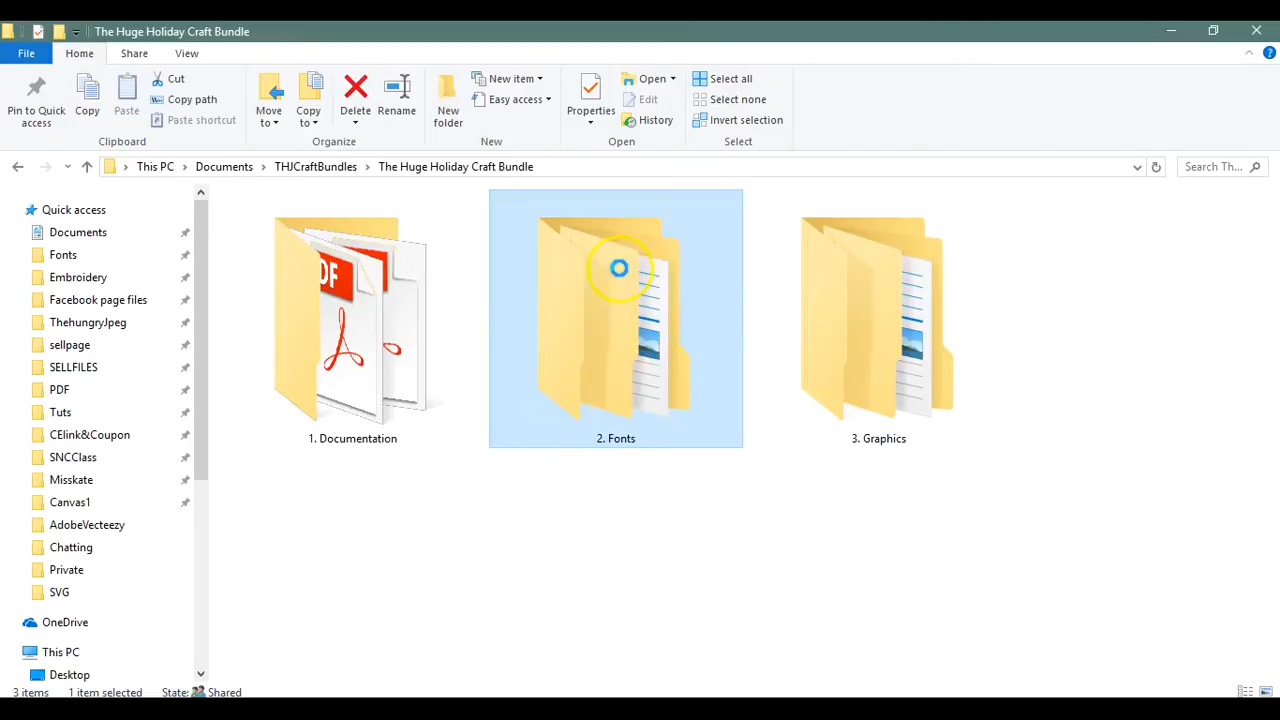 The Huge Holiday Craft Bundle
File Home Share View
Pin to Quick access
Copy
Paste
Cut
Copy path
Paste shortcut
Clipboard
Move to
Copy to
Delete
Rename
Organize
New folder
New item
Easy access
New
Properties
Open
Edit
History
Open
Select all
Select none
Invert selection
Select
This PC > Documents > THJCraftBundles > The Huge Holiday Craft Bundle
Search Th...
Quick access
Documents
Fonts
Embroidery
Facebook page files
ThehungryJpeg
sellpage
SELLFILES
PDF
Tuts
CElink&Coupon
SNCClass
Misskate
Canvas1
AdobeVecteezy
Chatting
Private
SVG
OneDrive
This PC
Desktop
DF
1. Documentation
2. Fonts
3. Graphics
3 items 1 item selected State: Shared